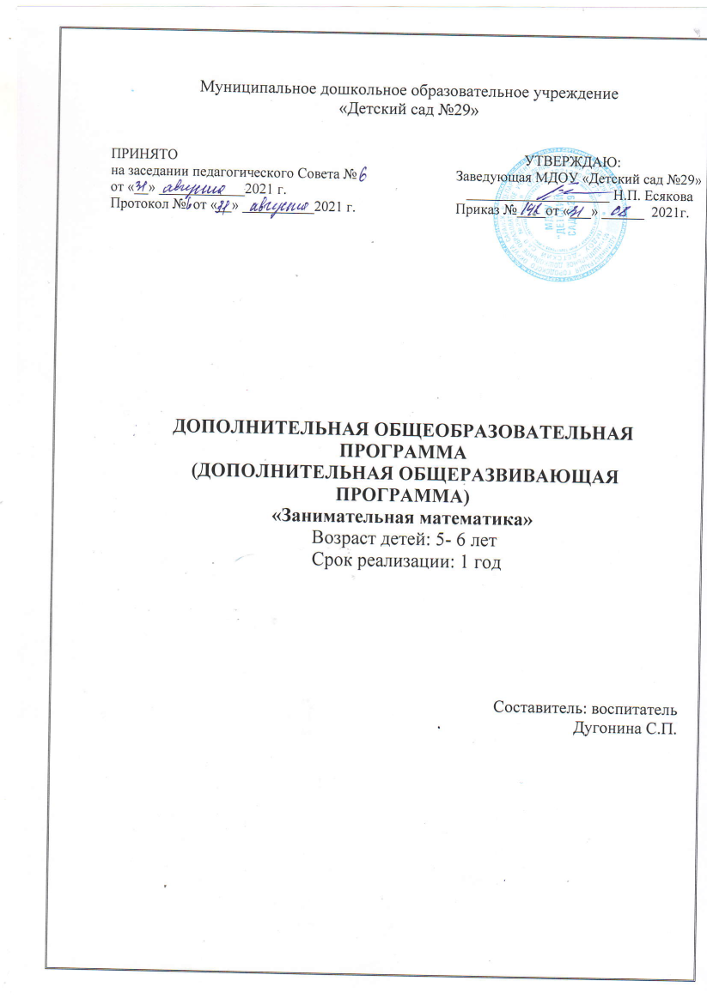 Муниципальное дошкольное образовательное учреждение
«Детский сад №29»
ПРИНЯТО
на заседании педагогического Совета №6
от «31» августа 2021 г.
Протокол №6 от «31» августа 2021 г.
УТВЕРЖДАЮ:
Заведующая МДОУ «Детский сад №29»
Н.П. Есякова
Приказ № от «31» 08 2021г.
ДОПОЛНИТЕЛЬНАЯ ОБЩЕОБРАЗОВАТЕЛЬНАЯ
ПРОГРАММА
(ДОПОЛНИТЕЛЬНАЯ ОБЩЕРАЗВИВАЮЩАЯ
ПРОГРАММА)
«Занимательная математика»
Возраст детей: 5- 6 лет
Срок реализации: 1 год
Составитель: воспитатель
Дугонина С.П.